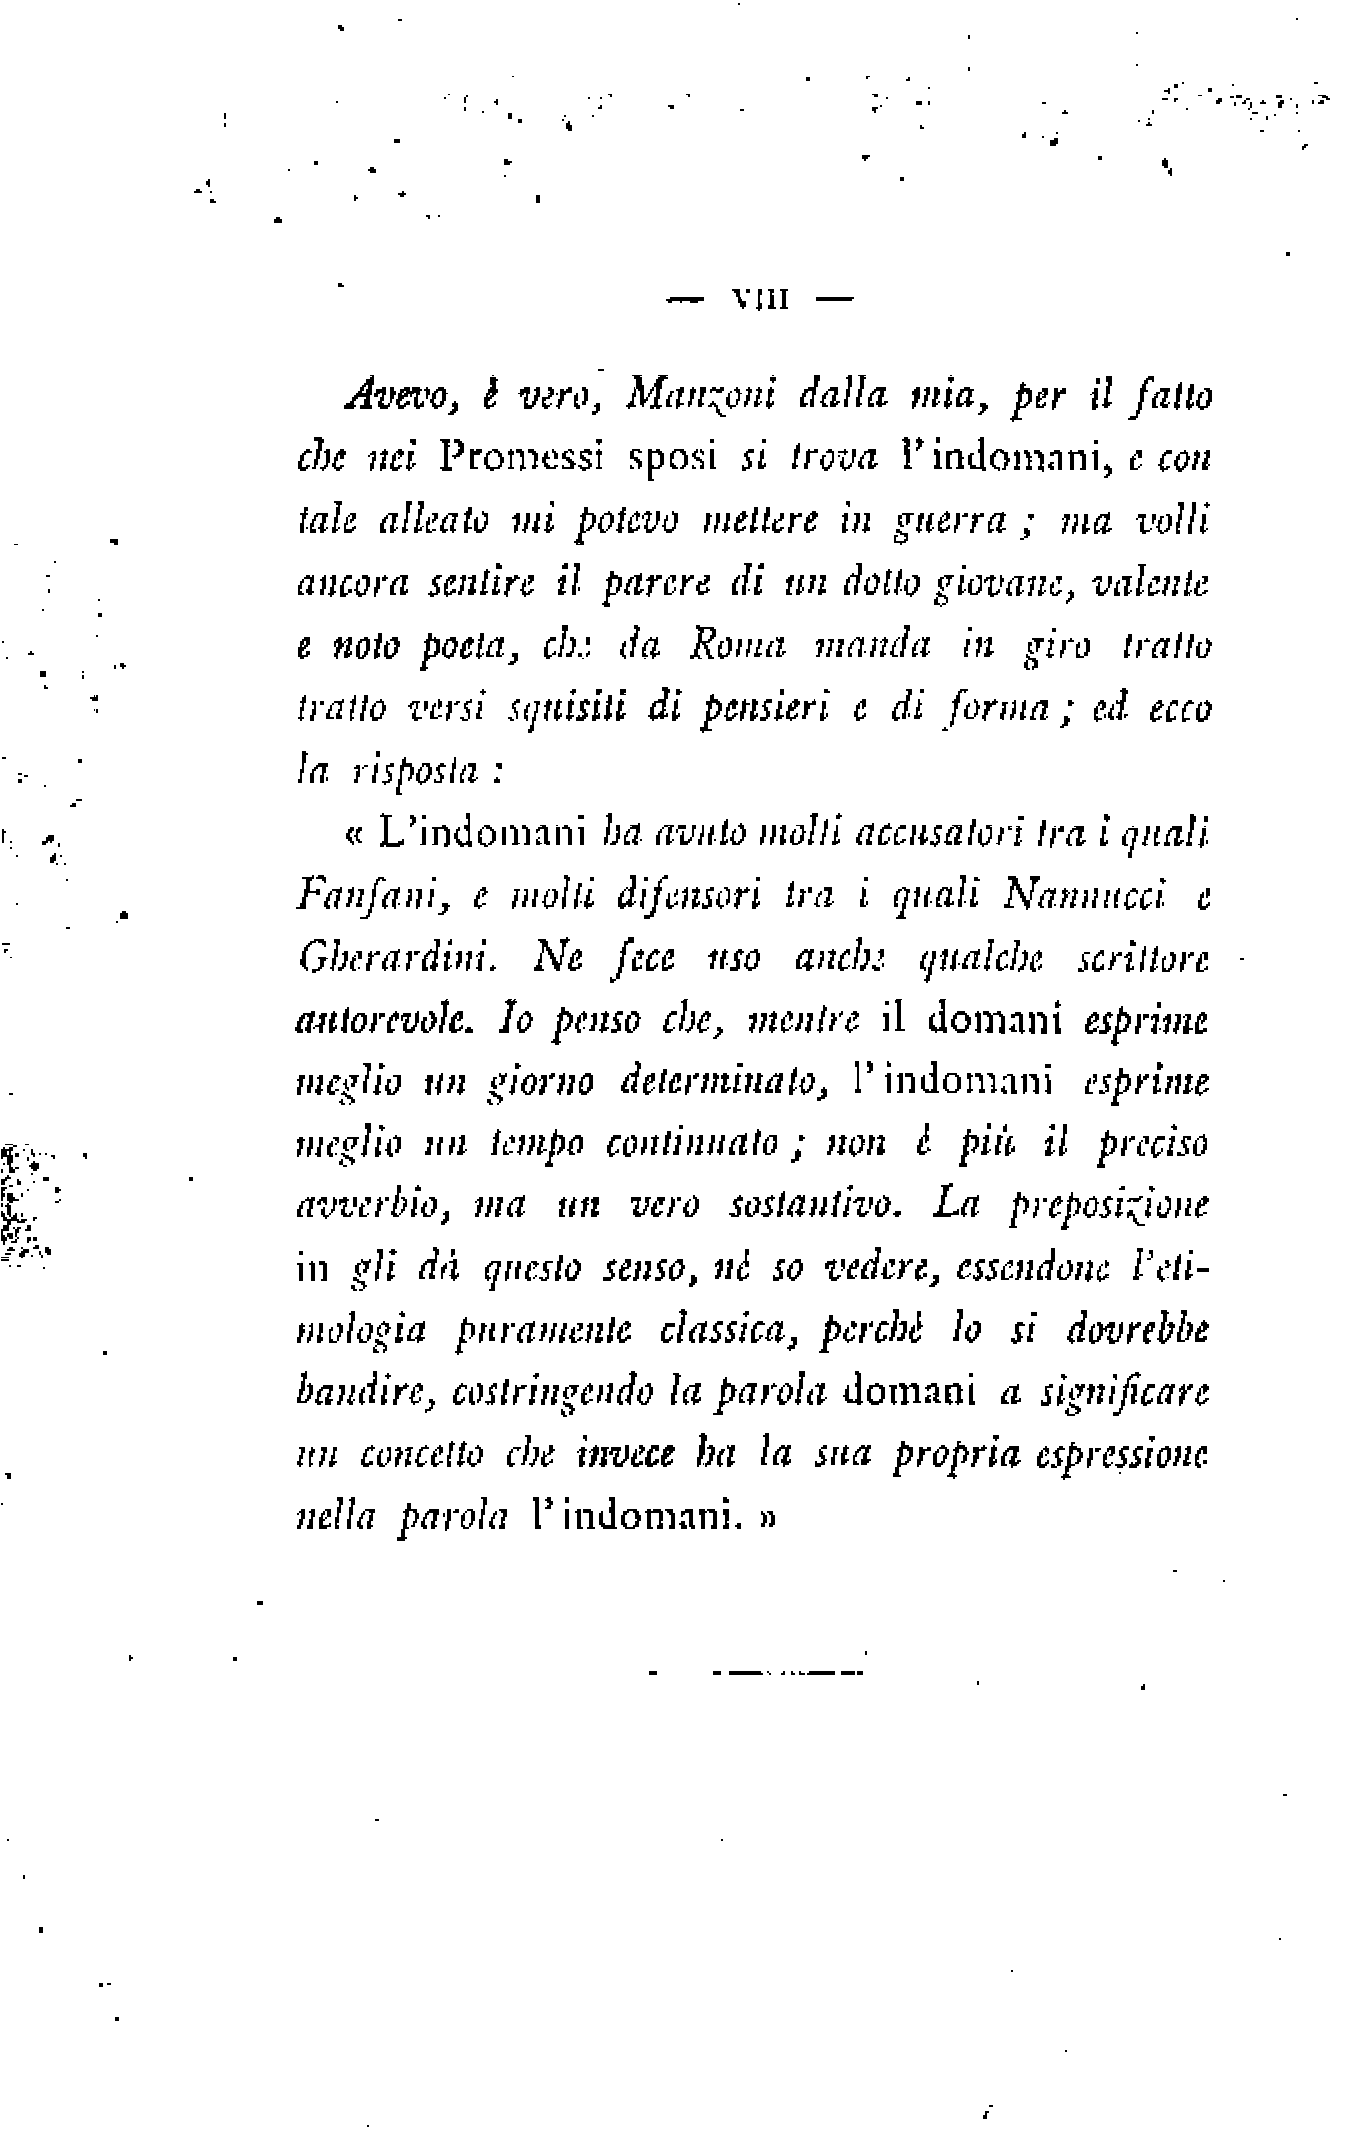 — VIII —
Avevo, è vero, Manzoni dalla mia, per il fatto
che nei Promessi sposi si trova l'indomani, e con
tale alleato mi potevo mettere in guerra ; ma volli
ancora sentire il parere di un dotto giovane, valente
e noto poeta, che da Roma manda in giro tratto
tratto versi squisiti di pensieri e di forma ; ed ecco
la risposta :
« L'indomani ha avuto molti accusatori tra i quali
Fanfani, e molti difensori tra i quali Nannucci e
Gherardini. Ne fece uso anche qualche scrittore
autorevole. Io penso che, mentre il domani esprime
meglio un giorno determinato, l'indomani esprime
meglio un tempo continuato ; non è più il preciso
avverbio, ma un vero sostantivo. La preposizione
in gli dà questo senso, nè so vedere, essendone l'eti-
mologia puramente classica, perchè lo si dovrebbe
bandire, costringendo la parola domani a significare
un concetto che invece ha la sua propria espressione
nella parola l'indomani. »